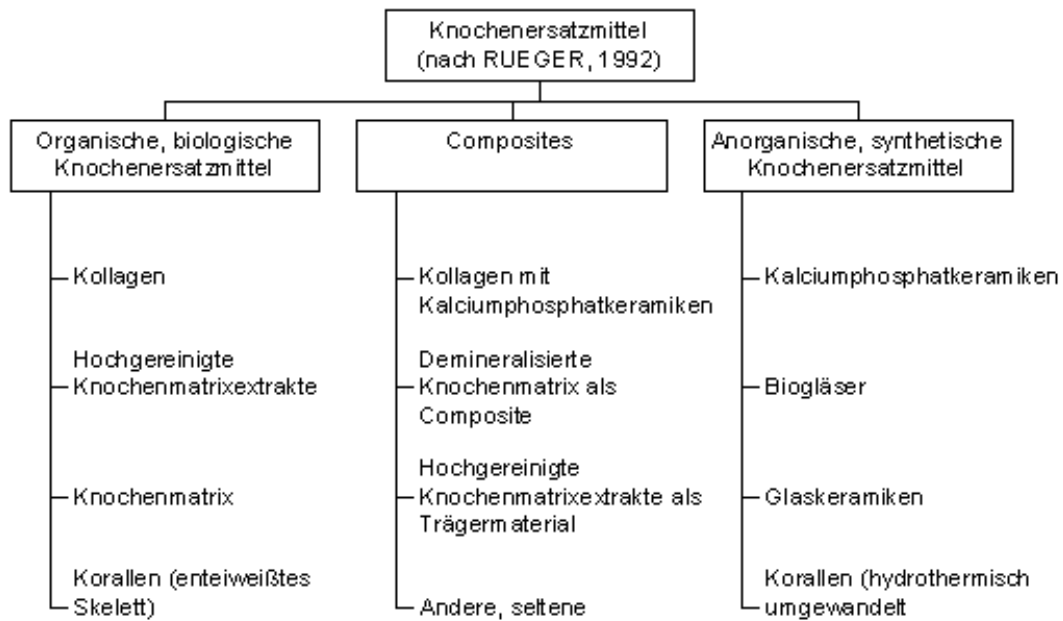 Knochenersatzmittel
(nach RUEGER, 1992)
Organische, biologische
Knochenersatzmittel
Kollagen
Hochgereinigte
Knochenmatrixextrakte
Knochenmatrix
Korallen (enteiweißtes
Skelett)
Composites
Kollagen mit
Kalciumphosphatkeramiken
Demineralisierte
Knochenmatrix als
Composite
Hochgereinigte
Knochenmatrixextrakte als
Trägermaterial
Andere, seltene
Anorganische, synthetische
Knochenersatzmittel
Kalciumphosphatkeramiken
Biogläser
Glaskeramiken
Korallen (hydrothermisch
umgewandelt